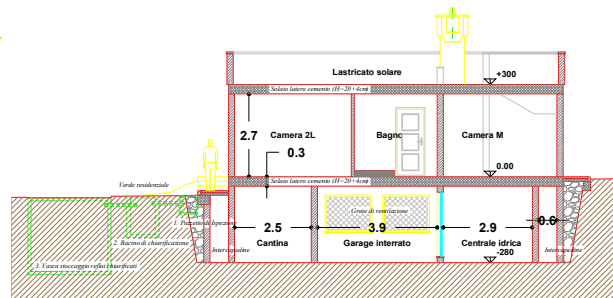 Lastricato solare
+300
Solaio latero cemento (H=20+4cm)
2.7
Camera 2L
Bagno
Camera M
0.3
0.00
Solaio latero cemento (H=20+4cm)
Verde residenziale
1. Pozzetto di Ispezione
Grate di ventilazione
2.5
3.9
2.9
0.6
2. Bacino di chiarificazione
Intercapedine
Cantina
Garage interrato
Centrale idrica
Intercapedine
-280
3. Vasca stoccaggio reflui chiarificati